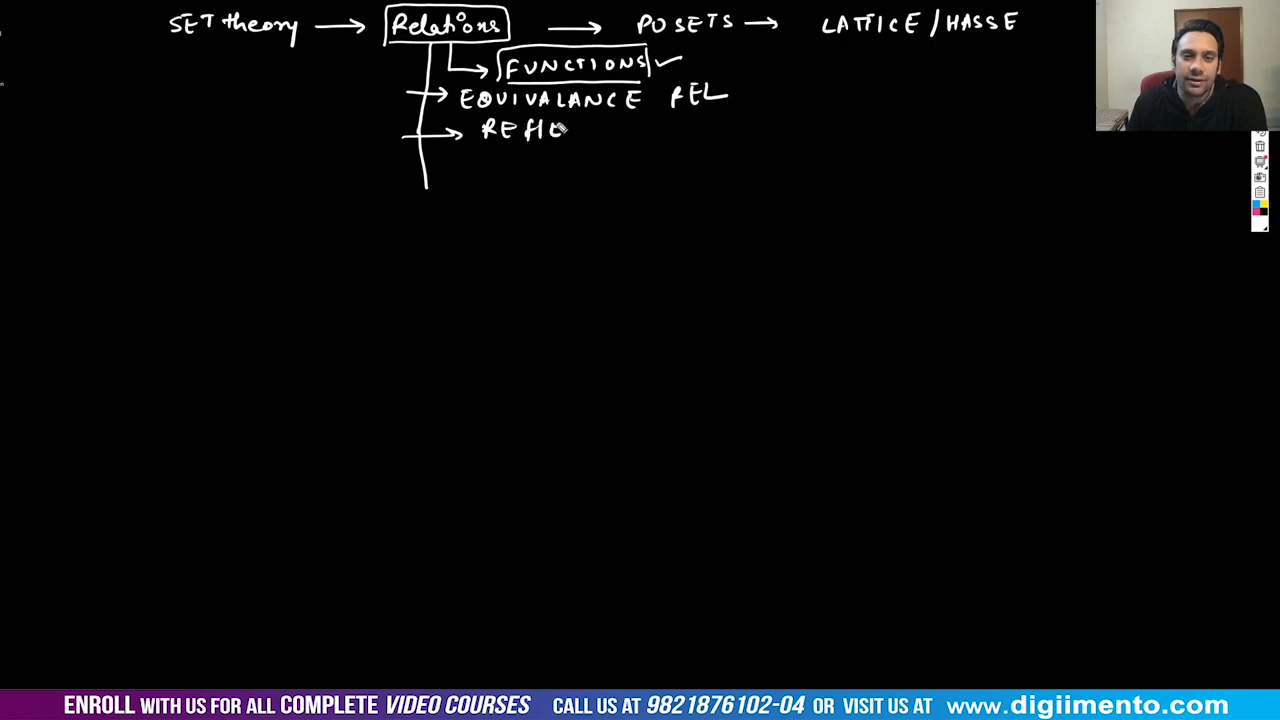 SET theory → Relations → POSETS → LATTICE / HASSE
FUNCTIONS ✓
EQUIVALANCE REL
REFLE
ENROLL WITH US FOR ALL COMPLETE VIDEO COURSES CALL US AT 9821876102-04 OR VISIT US AT www.digiimento.com